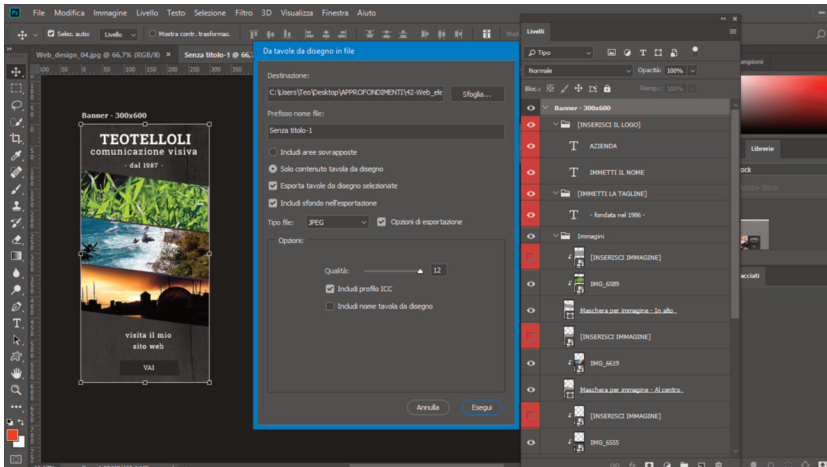 File Modifica Immagine Livello Testo Selezione Filtro 3D Visualizza Finestra Aiuto
Selez. auto: Livello Mostra contr. trasformaz.
Web_design_04.jpg @ 66,7% (RGB/8) × Senza titolo-1 @ 66,
Banner - 300x600
TEOTELLOLI
comunicazione visiva
- dal 1987 -
visita il mio
sito web
VAI
Da tavole da disegno in file
Destinazione:
C:\Users\Teo\Desktop\APPROFONDIMENTI\42-Web_ele
Sfoglia...
Prefisso nome file:
Senza titolo-1
Includi aree sovrapposte
Solo contenuto tavola da disegno
Esporta tavole da disegno selezionate
Includi sfondo nell'esportazione
Tipo file: JPEG Opzioni di esportazione
Opzioni:
Qualità: 12
Includi profilo ICC
Includi nome tavola da disegno
Annulla Esegui
Livelli
Tipo
Normale Opacità: 100%
Bloc.: Riemp.: 100%
Banner - 300x600
[INSERISCI IL LOGO]
T AZIENDA
T IMMETTI IL NOME
[IMMETTI LA TAGLINE]
T - fondata nel 1986 -
Immagini
[INSERISCI IMMAGINE]
IMG_6589
Maschera per immagine - In alto
[INSERISCI IMMAGINE]
IMG_6619
Maschera per immagine - Al centro
[INSERISCI IMMAGINE]
IMG_6555
ampioni
Librerie
ock
Adobe Stock
acciati